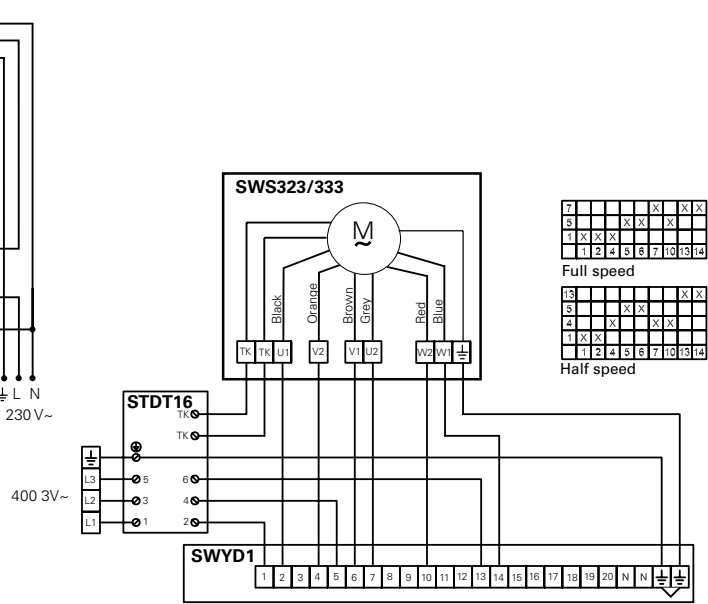 SWS323/333
M
~
Black
Orange
Brown
Grey
Red
Blue
TK TK U1 V2 V1 U2 W2 W1
7 X X X
5 X X X
1 X X X
1 2 4 5 6 7 10 13 14
Full speed
13 X X
5 X X
4 X X X
1 X X
1 2 4 5 6 7 10 13 14
Half speed
L N
230 V~
STDT16
TK
TK
L3 5 6
400 3V~
L2 3 4
L1 1 2
SWYD1
1 2 3 4 5 6 7 8 9 10 11 12 13 14 15 16 17 18 19 20 N N